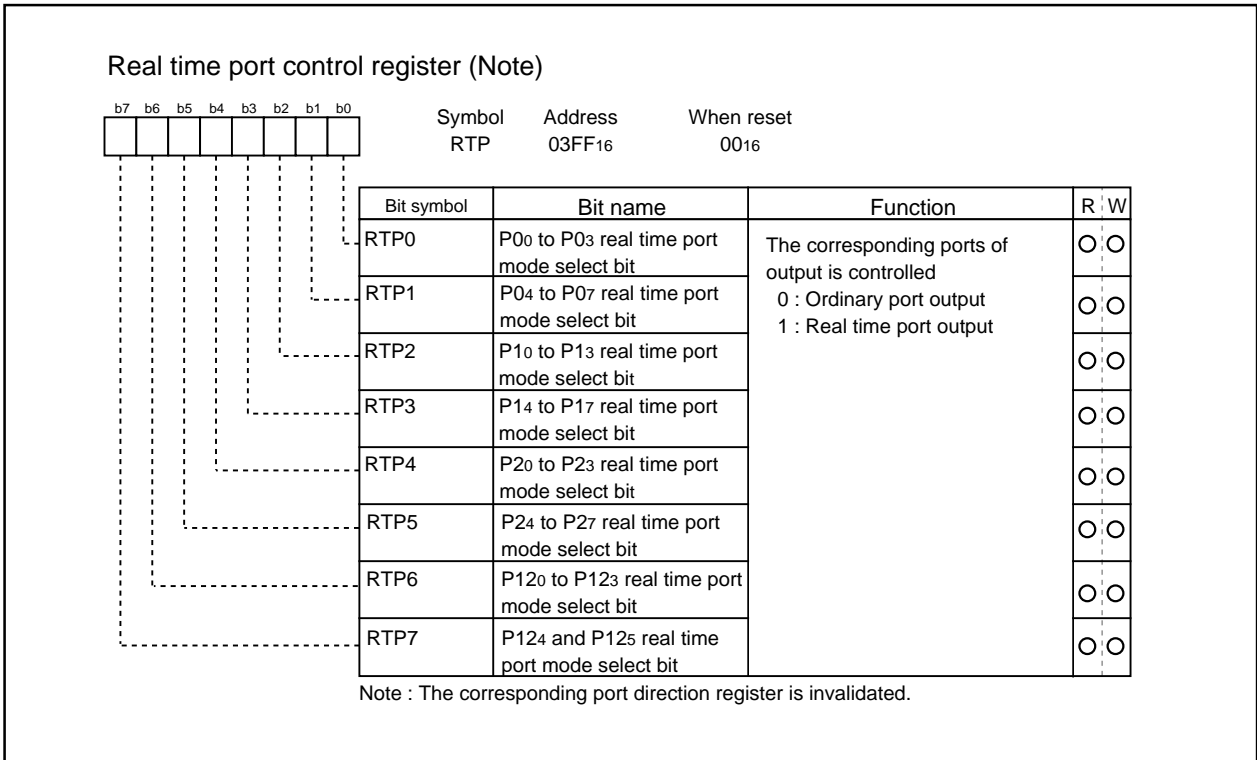 Real time port control register (Note)
b7 b6 b5 b4 b3 b2 b1 b0
Symbol Address When reset
RTP 03FF16 0016
Bit symbol Bit name Function R W
RTP0 P00 to P03 real time port
mode select bit
The corresponding ports of
output is controlled
0 : Ordinary port output
1 : Real time port output
RTP1 P04 to P07 real time port
mode select bit
RTP2 P10 to P13 real time port
mode select bit
RTP3 P14 to P17 real time port
mode select bit
RTP4 P20 to P23 real time port
mode select bit
RTP5 P24 to P27 real time port
mode select bit
RTP6 P120 to P123 real time port
mode select bit
RTP7 P124 and P125 real time
port mode select bit
Note : The corresponding port direction register is invalidated.